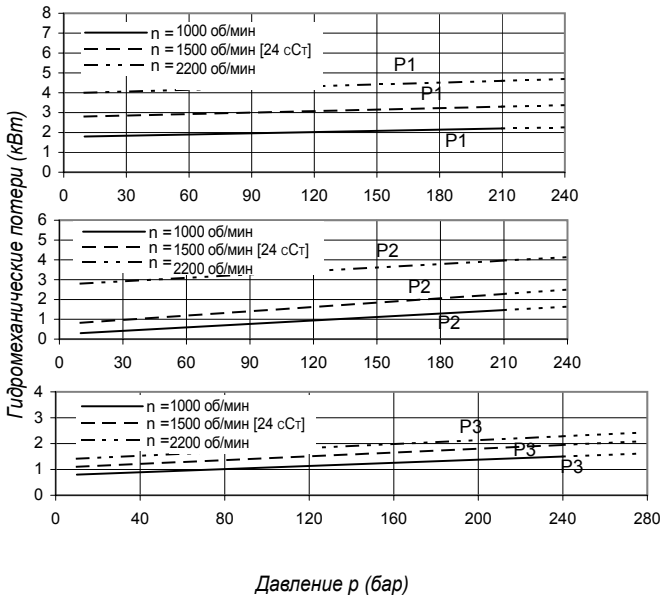 Гидромеханические потери (кВт)
8
7
6
5
4
3
2
1
0
n = 1000 об/мин
n = 1500 об/мин [24 сСт]
n = 2200 об/мин
P1
P1
P1
0 30 60 90 120 150 180 210 240
6
5
4
3
2
1
0
n = 1000 об/мин
n = 1500 об/мин [24 сСт]
n = 2200 об/мин
P2
P2
P2
0 30 60 90 120 150 180 210 240
4
3
2
1
0
n = 1000 об/мин
n = 1500 об/мин [24 сСт]
n = 2200 об/мин
P3
P3
P3
0 40 80 120 160 200 240 280
Давление p (бар)